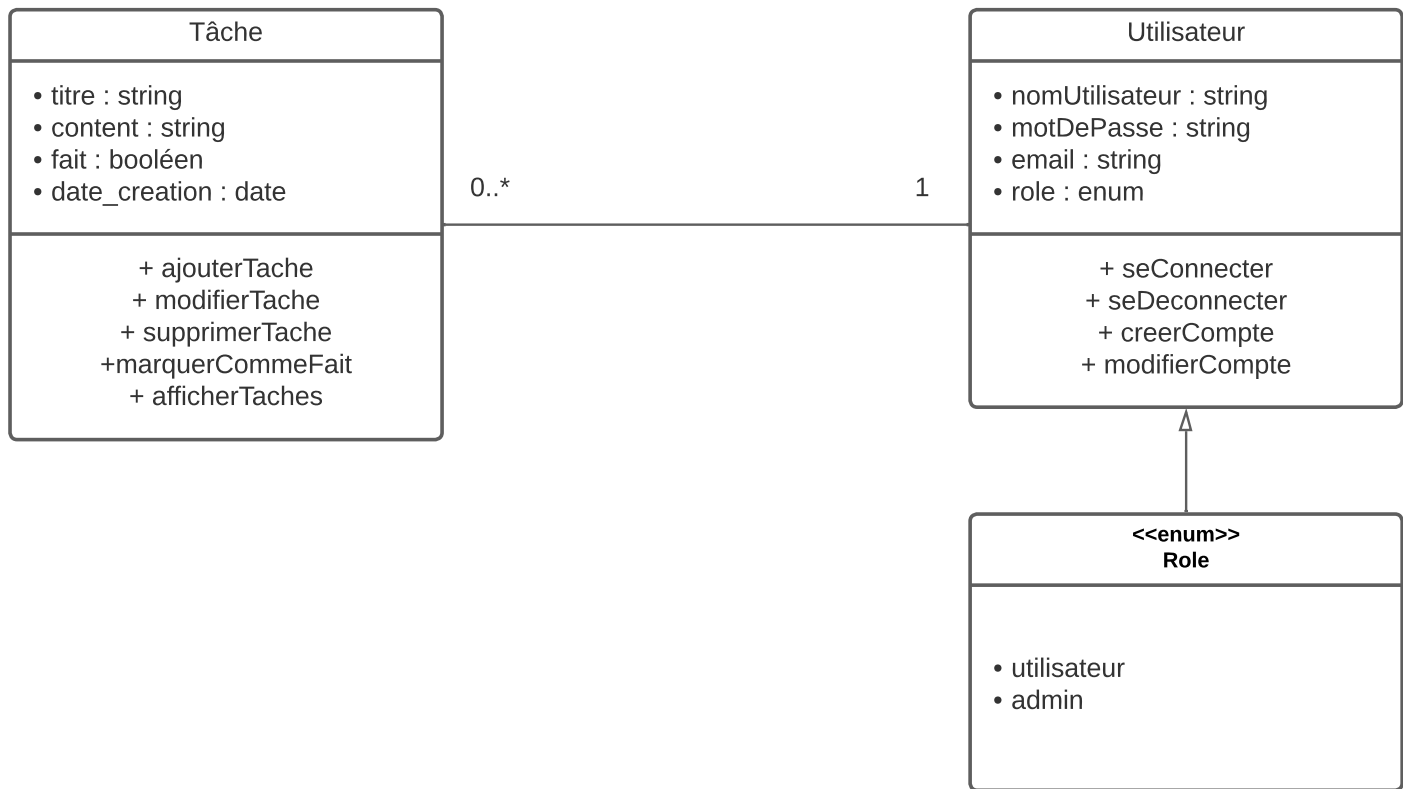 Tâche
• titre : string
• content : string
• fait : booléen
• date_creation : date
+ ajouterTache
+ modifierTache
+ supprimerTache
+marquerCommeFait
+ afficherTaches
0..*
1
Utilisateur
• nomUtilisateur : string
• motDePasse : string
• email : string
• role : enum
+ seConnecter
+ seDeconnecter
+ creerCompte
+ modifierCompte
<<enum>>
Role
• utilisateur
• admin